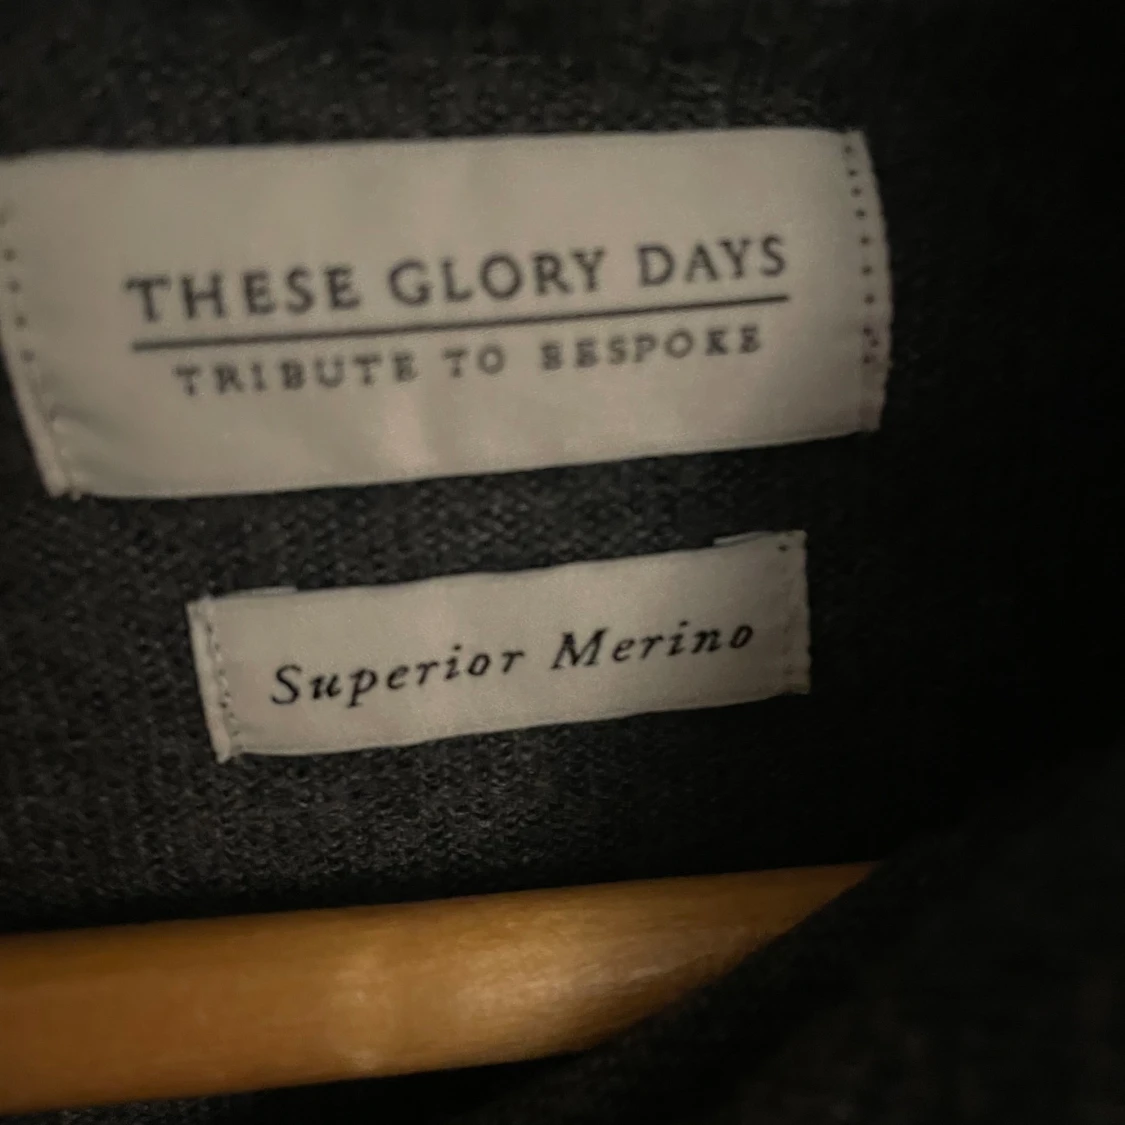 THESE GLORY DAYS
TRIBUTE TO BESPOKE
Superior Merino